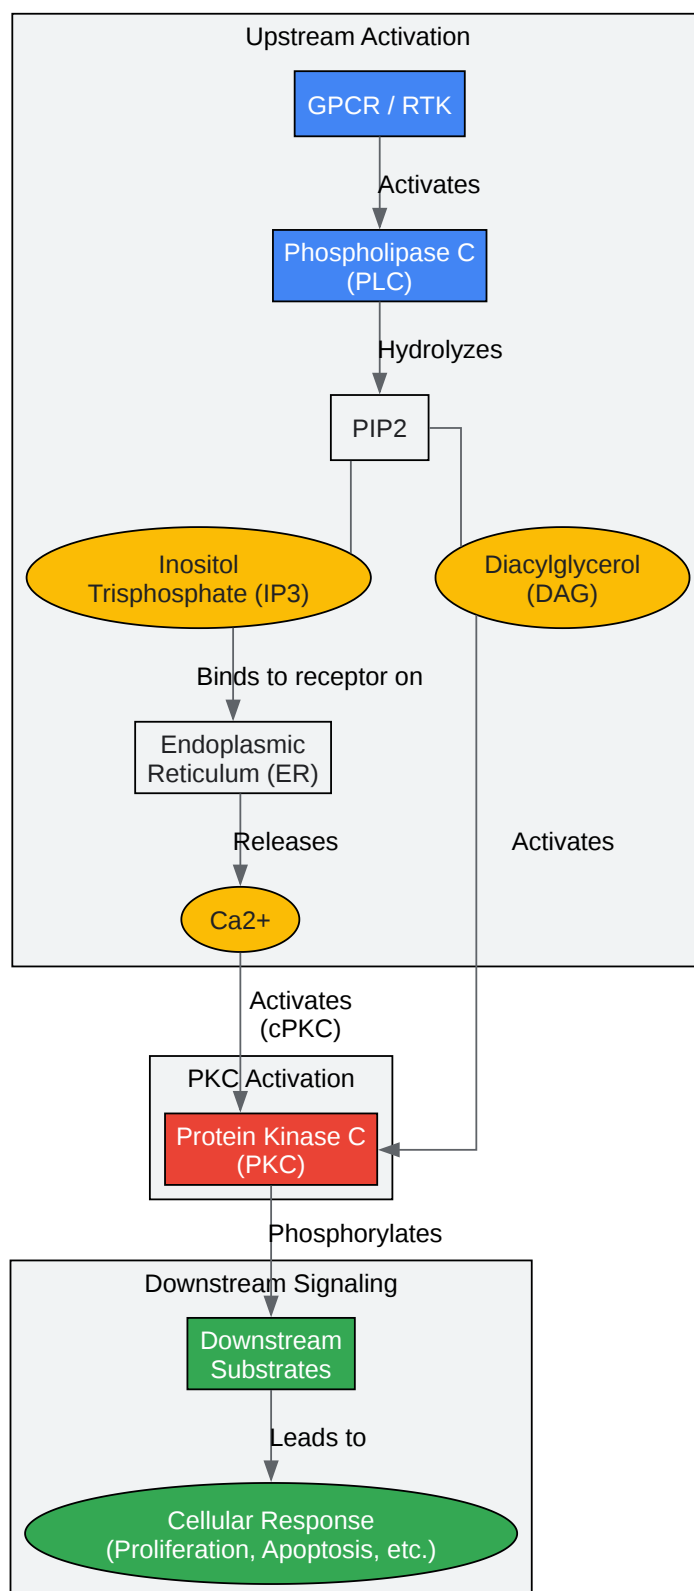 Upstream Activation
GPCR / RTK
Activates
Phospholipase C
(PLC)
Hydrolyzes
PIP2
Inositol
Trisphosphate (IP3)
Diacylglycerol
(DAG)
Binds to receptor on
Endoplasmic
Reticulum (ER)
Releases
Activates
Ca2+
Activates
(cPKC)
PKC Activation
Protein Kinase C
(PKC)
Phosphorylates
Downstream Signaling
Downstream
Substrates
Leads to
Cellular Response
(Proliferation, Apoptosis, etc.)